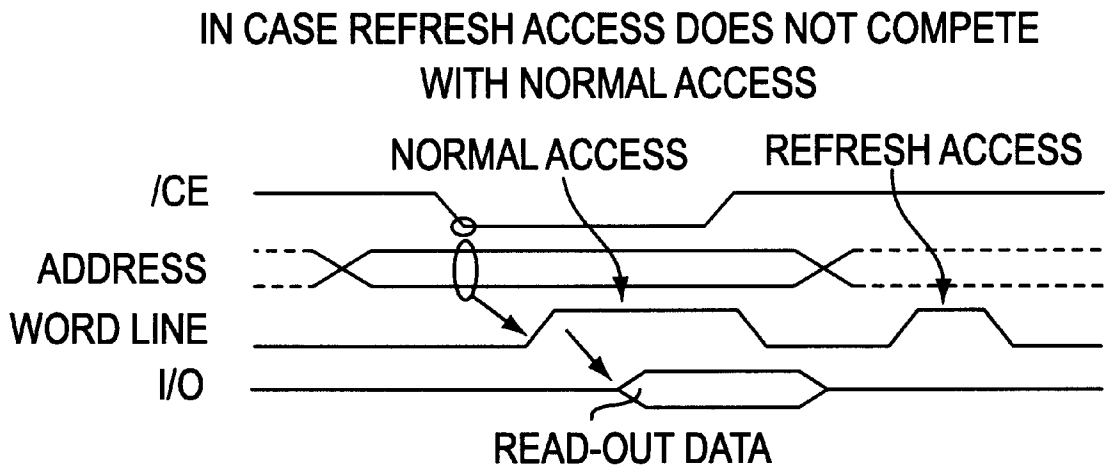 IN CASE REFRESH ACCESS DOES NOT COMPETE
WITH NORMAL ACCESS
NORMAL ACCESS
REFRESH ACCESS
/CE
ADDRESS
WORD LINE
I/O
READ-OUT DATA